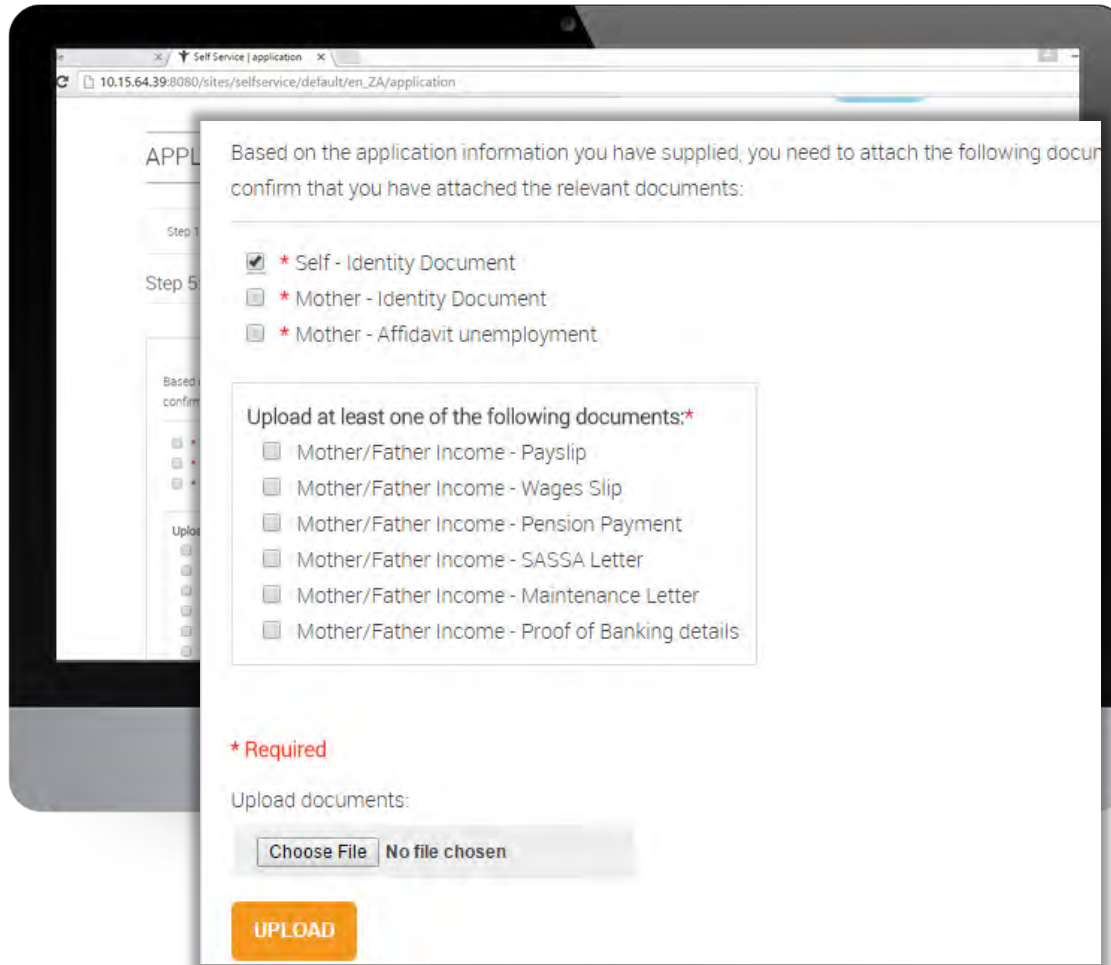 Self Service | application
10.15.64.39:8080/sites/selfservice/default/en_ZA/application
APPL
Step 1
Step 5
Based
confirm
Uplo
Based on the application information you have supplied, you need to attach the following docum
confirm that you have attached the relevant documents:
* Self - Identity Document
* Mother - Identity Document
* Mother - Affidavit unemployment
Upload at least one of the following documents:*
Mother/Father Income - Payslip
Mother/Father Income - Wages Slip
Mother/Father Income - Pension Payment
Mother/Father Income - SASSA Letter
Mother/Father Income - Maintenance Letter
Mother/Father Income - Proof of Banking details
* Required
Upload documents:
Choose File No file chosen
UPLOAD